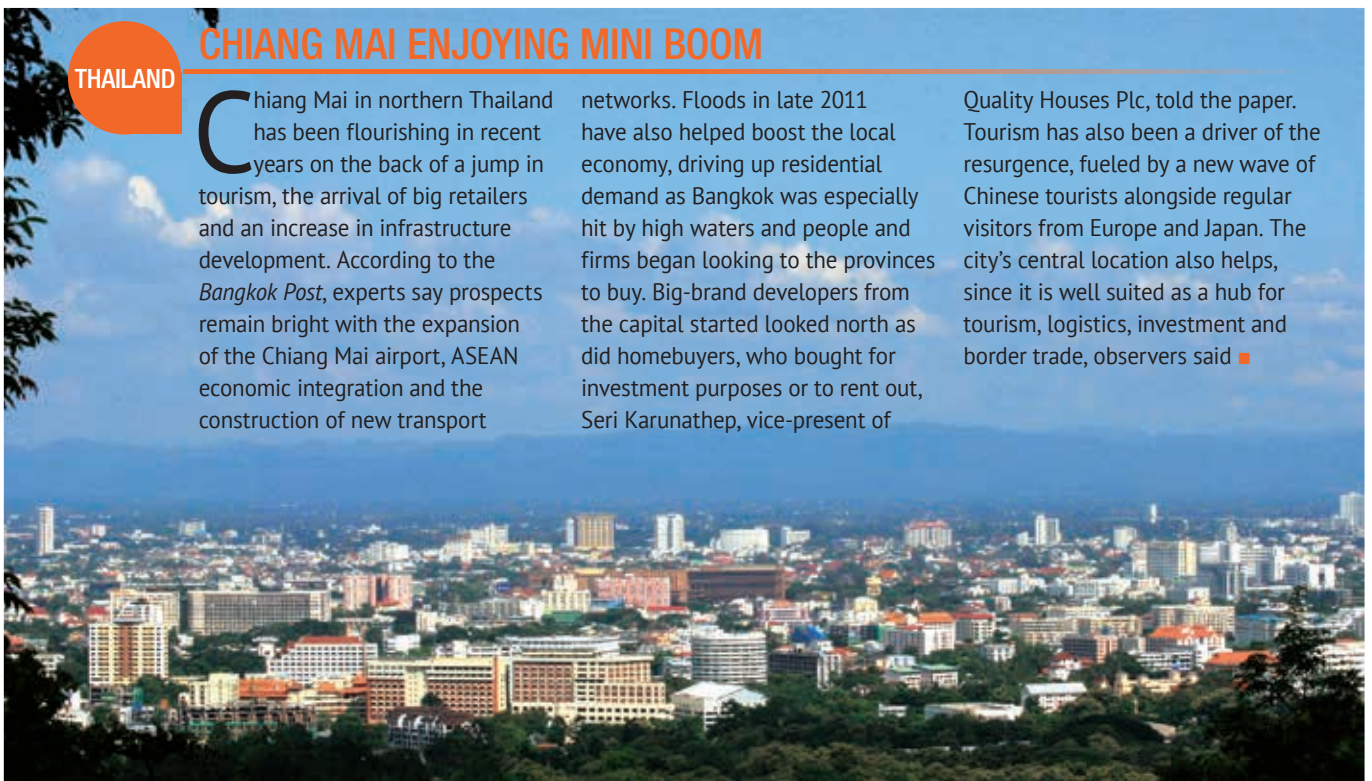 THAILAND
CHIANG MAI ENJOYING MINI BOOM
Chiang Mai in northern Thailand
has been flourishing in recent
years on the back of a jump in
tourism, the arrival of big retailers
and an increase in infrastructure
development. According to the
Bangkok Post, experts say prospects
remain bright with the expansion
of the Chiang Mai airport, ASEAN
economic integration and the
construction of new transport
networks. Floods in late 2011
have also helped boost the local
economy, driving up residential
demand as Bangkok was especially
hit by high waters and people and
firms began looking to the provinces
to buy. Big-brand developers from
the capital started looked north as
did homebuyers, who bought for
investment purposes or to rent out,
Seri Karunathep, vice-present of
Quality Houses Plc, told the paper.
Tourism has also been a driver of the
resurgence, fueled by a new wave of
Chinese tourists alongside regular
visitors from Europe and Japan. The
city’s central location also helps,
since it is well suited as a hub for
tourism, logistics, investment and
border trade, observers said ■